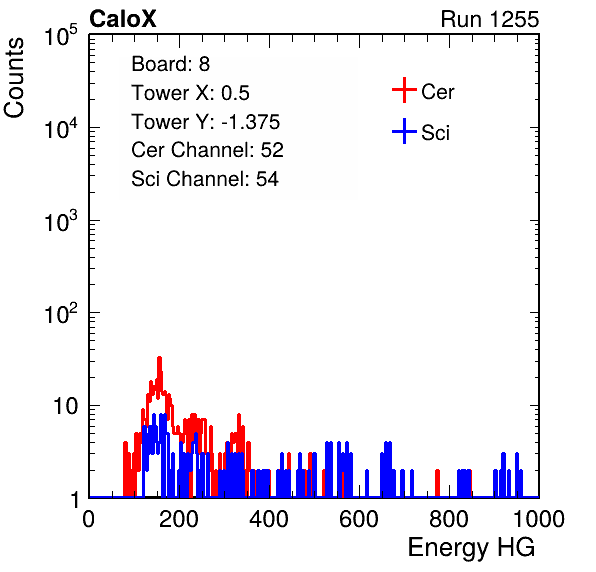 CaloX Run 1255
Counts
Board: 8
Tower X: 0.5
Tower Y: -1.375
Cer Channel: 52
Sci Channel: 54
Cer
Sci
10^5
10^4
10^3
10^2
10
1
0 200 400 600 800 1000
Energy HG